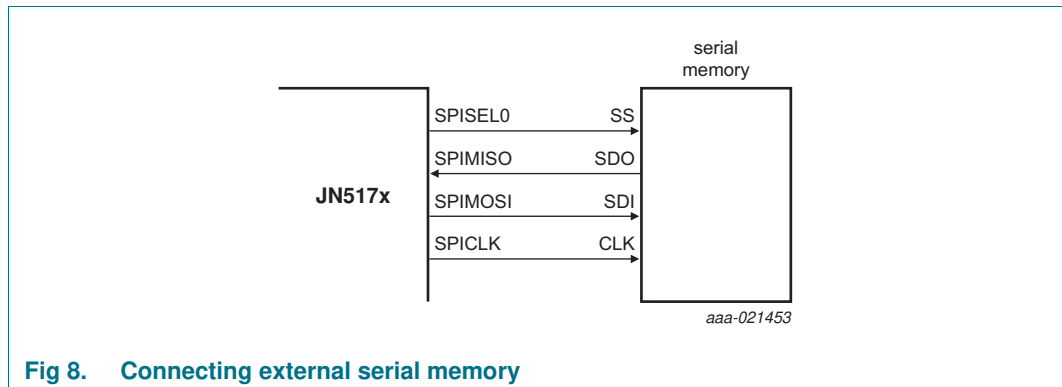 serial
memory
SPISEL0 SS
SPIMISO SDO
JN517x
SPIMOSI SDI
SPICLK CLK
aaa-021453
Fig 8. Connecting external serial memory